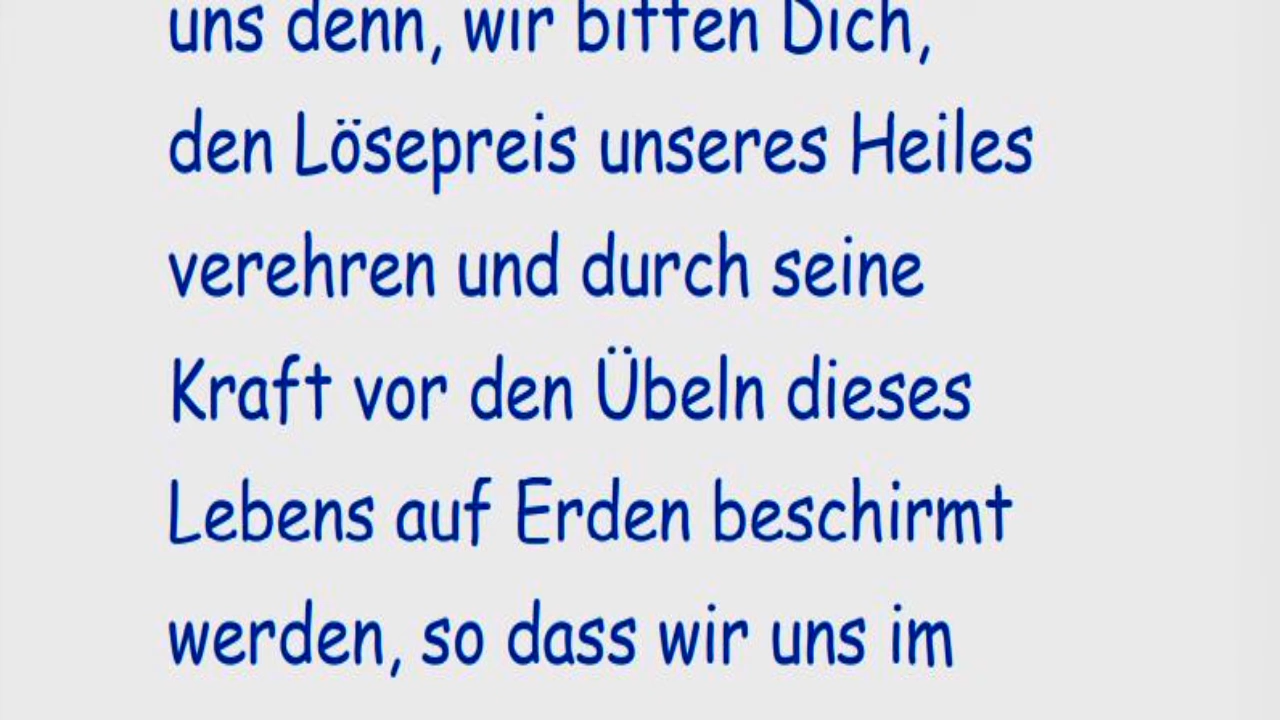 uns denn, wir bitten Dich,
den Lösepreis unseres Heiles
verehren und durch seine
Kraft vor den Übeln dieses
Lebens auf Erden beschirmt
werden, so dass wir uns im